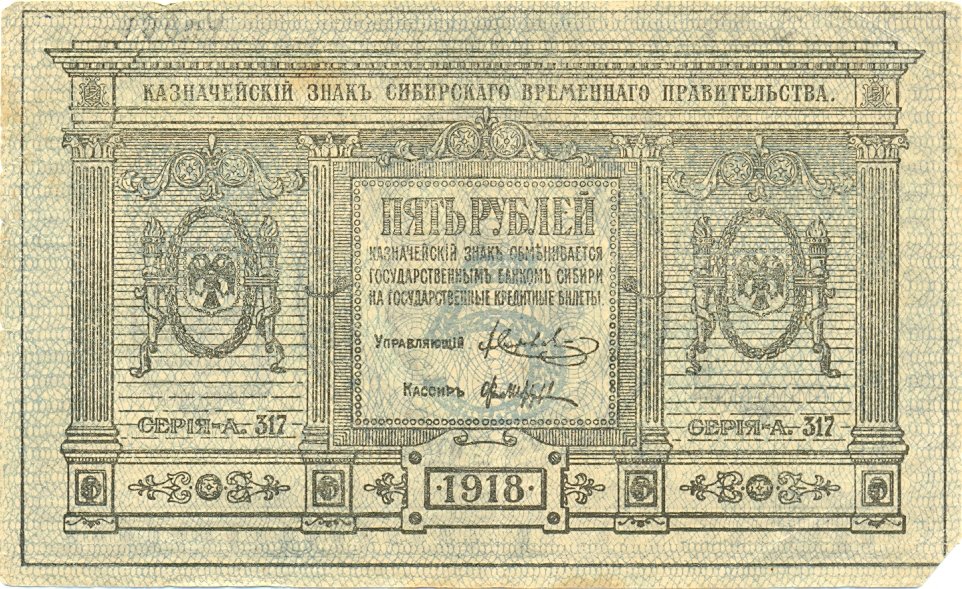 КАЗНАЧЕЙСКІЙ ЗНАКЪ СИБИРСКАГО ВРЕМЕННАГО ПРАВИТЕЛЬСТВА.
ПЯТЬ РУБЛЕЙ
КАЗНАЧЕЙСКІЙ ЗНАКЪ ОБМѢНИВАЕТСЯ
ГОСУДАРСТВЕННЫМЪ БАНКОМЪ СИБИРИ
НА ГОСУДАРСТВЕННЫЕ КРЕДИТНЫЕ БИЛЕТЫ.
УПРАВЛЯЮЩІЙ
КАССИРЪ
СЕРІЯ-А. 317
СЕРІЯ-А. 317
5 5 ·1918· 5 5